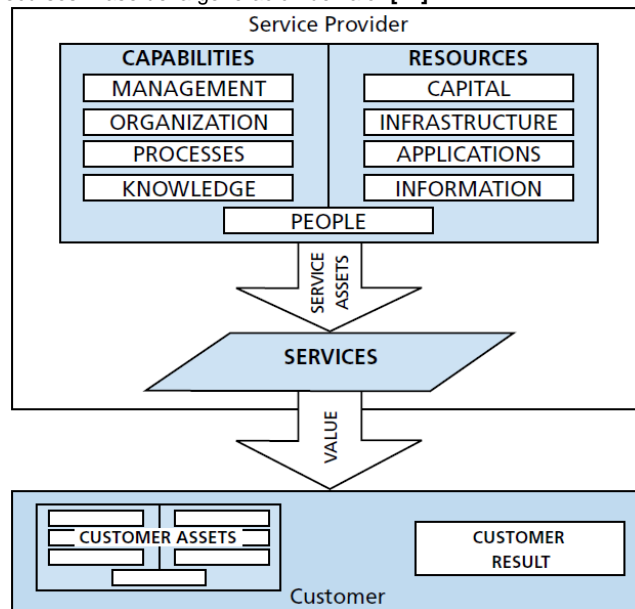 Service Provider
CAPABILITIES
RESOURCES
MANAGEMENT
CAPITAL
ORGANIZATION
INFRASTRUCTURE
PROCESSES
APPLICATIONS
KNOWLEDGE
INFORMATION
PEOPLE
SERVICE
ASSETS
SERVICES
VALUE
CUSTOMER ASSETS
CUSTOMER
RESULT
Customer